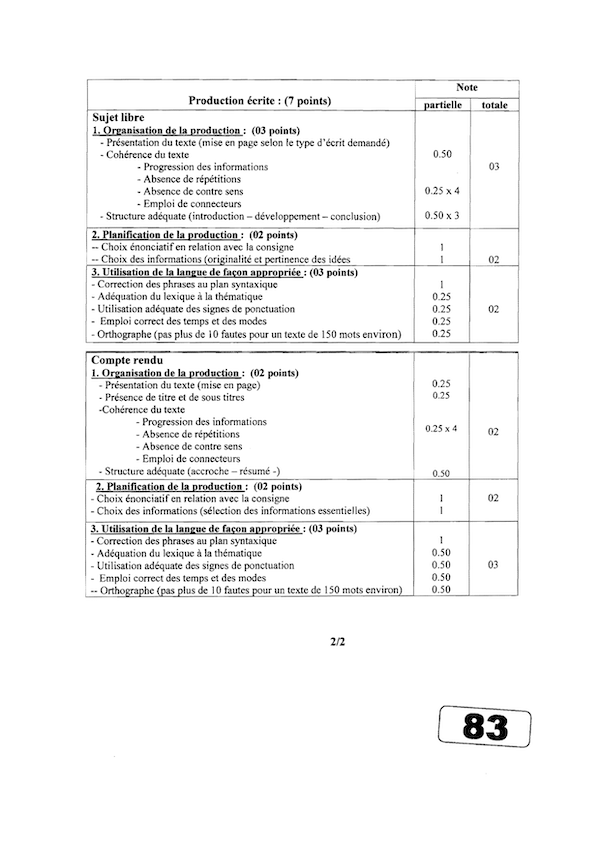 Production écrite : (7 points)
Note
partielle
totale
Sujet libre
1. Organisation de la production : (03 points)
- Présentation du texte (mise en page selon le type d'écrit demandé)
- Cohérence du texte 0.50
- Progression des informations 03
- Absence de répétitions
- Absence de contre sens 0.25 x 4
- Emploi de connecteurs
- Structure adéquate (introduction – développement – conclusion) 0.50 x 3
2. Planification de la production : (02 points)
-- Choix énonciatif en relation avec la consigne 1
-- Choix des informations (originalité et pertinence des idées 1 02
3. Utilisation de la langue de façon appropriée : (03 points)
- Correction des phrases au plan syntaxique 1
- Adéquation du lexique à la thématique 0.25
- Utilisation adéquate des signes de ponctuation 0.25 02
- Emploi correct des temps et des modes 0.25
- Orthographe (pas plus de 10 fautes pour un texte de 150 mots environ) 0.25
Compte rendu
1. Organisation de la production : (02 points)
- Présentation du texte (mise en page) 0.25
- Présence de titre et de sous titres 0.25
-Cohérence du texte
- Progression des informations 0.25 x 4
- Absence de répétitions 02
- Absence de contre sens
- Emploi de connecteurs
- Structure adéquate (accroche – résumé -) 0.50
2. Planification de la production : (02 points)
- Choix énonciatif en relation avec la consigne 1 02
- Choix des informations (sélection des informations essentielles) 1
3. Utilisation de la langue de façon appropriée : (03 points)
- Correction des phrases au plan syntaxique 1
- Adéquation du lexique à la thématique 0.50
- Utilisation adéquate des signes de ponctuation 0.50 03
- Emploi correct des temps et des modes 0.50
-- Orthographe (pas plus de 10 fautes pour un texte de 150 mots environ) 0.50
2/2
83